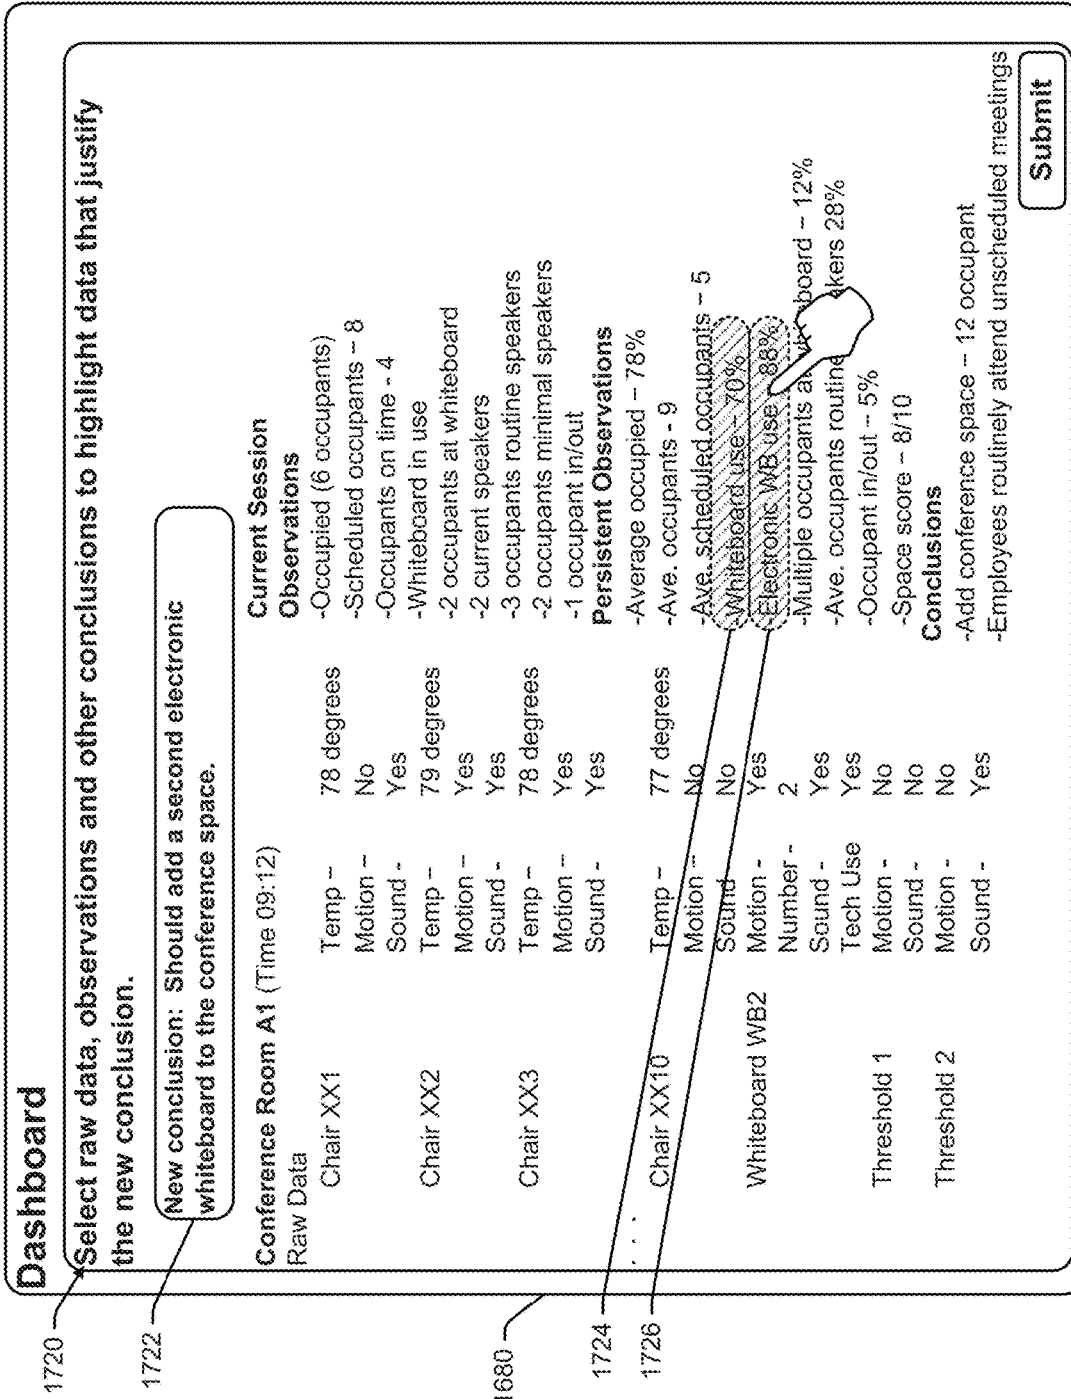 Dashboard
Select raw data, observations and other conclusions to highlight data that justify
the new conclusion.
New conclusion: Should add a second electronic
whiteboard to the conference space.
Conference Room A1 (Time 09:12)
Raw Data
Chair XX1 Temp – 78 degrees
Motion – No
Sound - Yes
Chair XX2 Temp – 79 degrees
Motion – Yes
Sound - Yes
Chair XX3 Temp – 78 degrees
Motion – Yes
Sound - Yes
. . .
Chair XX10 Temp – 77 degrees
Motion – No
Sound No
Whiteboard WB2 Motion - Yes
Number - 2
Sound - Yes
Tech Use Yes
Threshold 1 Motion - No
Sound - No
Threshold 2 Motion - No
Sound - Yes
Current Session
Observations
-Occupied (6 occupants)
-Scheduled occupants – 8
-Occupants on time - 4
-Whiteboard in use
-2 occupants at whiteboard
-2 current speakers
-3 occupants routine speakers
-2 occupants minimal speakers
-1 occupant in/out
Persistent Observations
-Average occupied – 78%
-Ave. occupants - 9
-Ave. scheduled occupants – 5
-Whiteboard use – 70%
-Electronic WB use 88%
-Multiple occupants board – 12%
-Ave. occupants routine 28%
-Occupant in/out – 5%
-Space score – 8/10
Conclusions
-Add conference space – 12 occupant
-Employees routinely attend unscheduled meetings
Submit
1720
1722
1680
1724
1726